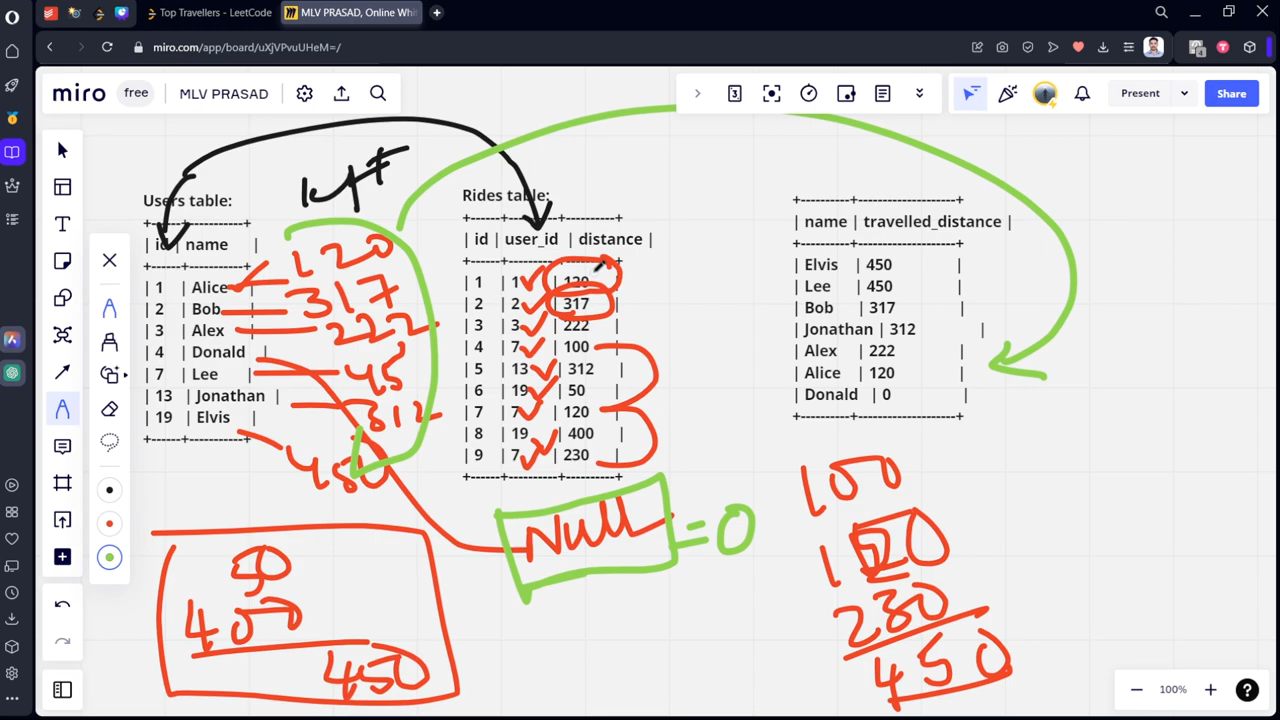 Top Travellers - LeetCode
MLV PRASAD, Online Whit
miro.com/app/board/uXjVPvuUHeM=/
miro
free
MLV PRASAD
Present
Share
left
Users table:
+----+-----------+
| id | name |
+----+-----------+
| 1 | Alice
| 2 | Bob
| 3 | Alex
| 4 | Donald |
| 7 | Lee |
| 13 | Jonathan |
| 19 | Elvis |
+----+-----------+
120
317
222
45
312
450
Rides table:
+------+----------+----------+
| id | user_id | distance |
+------+----------+----------+
| 1 | 1 | 120 |
| 2 | 2 | 317 |
| 3 | 3 | 222 |
| 4 | 7 | 100 |
| 5 | 13 | 312 |
| 6 | 19 | 50 |
| 7 | 7 | 120 |
| 8 | 19 | 400 |
| 9 | 7 | 230 |
+------+----------+----------+
+----------+--------------------+
| name | travelled_distance |
+----------+--------------------+
| Elvis | 450 |
| Lee | 450 |
| Bob | 317 |
| Jonathan | 312 |
| Alex | 222 |
| Alice | 120 |
| Donald | 0 |
+----------+--------------------+
Null = 0
50
400
450
100
120
230
450
100%